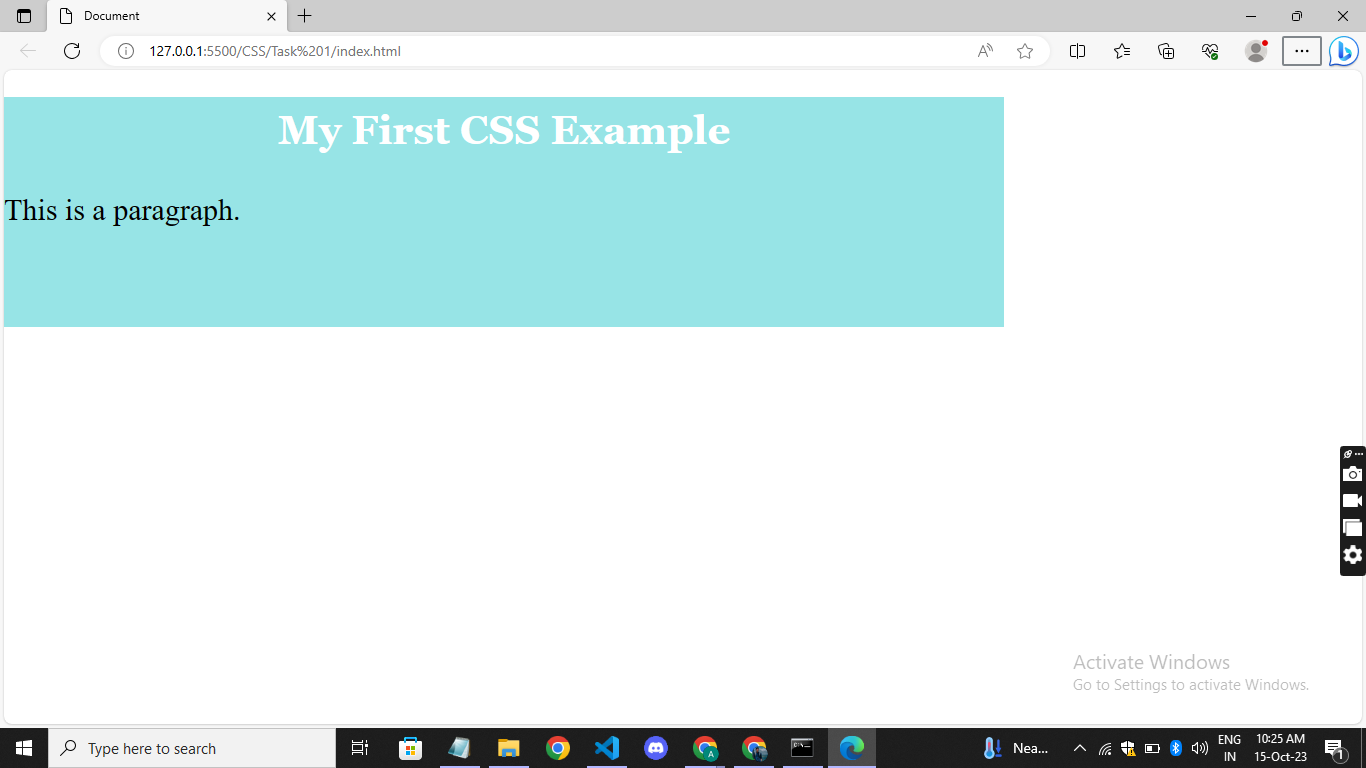 Document
127.0.0.1:5500/CSS/Task%201/index.html
My First CSS Example
This is a paragraph.
Activate Windows
Go to Settings to activate Windows.
Type here to search
A
Nea...
ENG
IN
10:25 AM
15-Oct-23
1